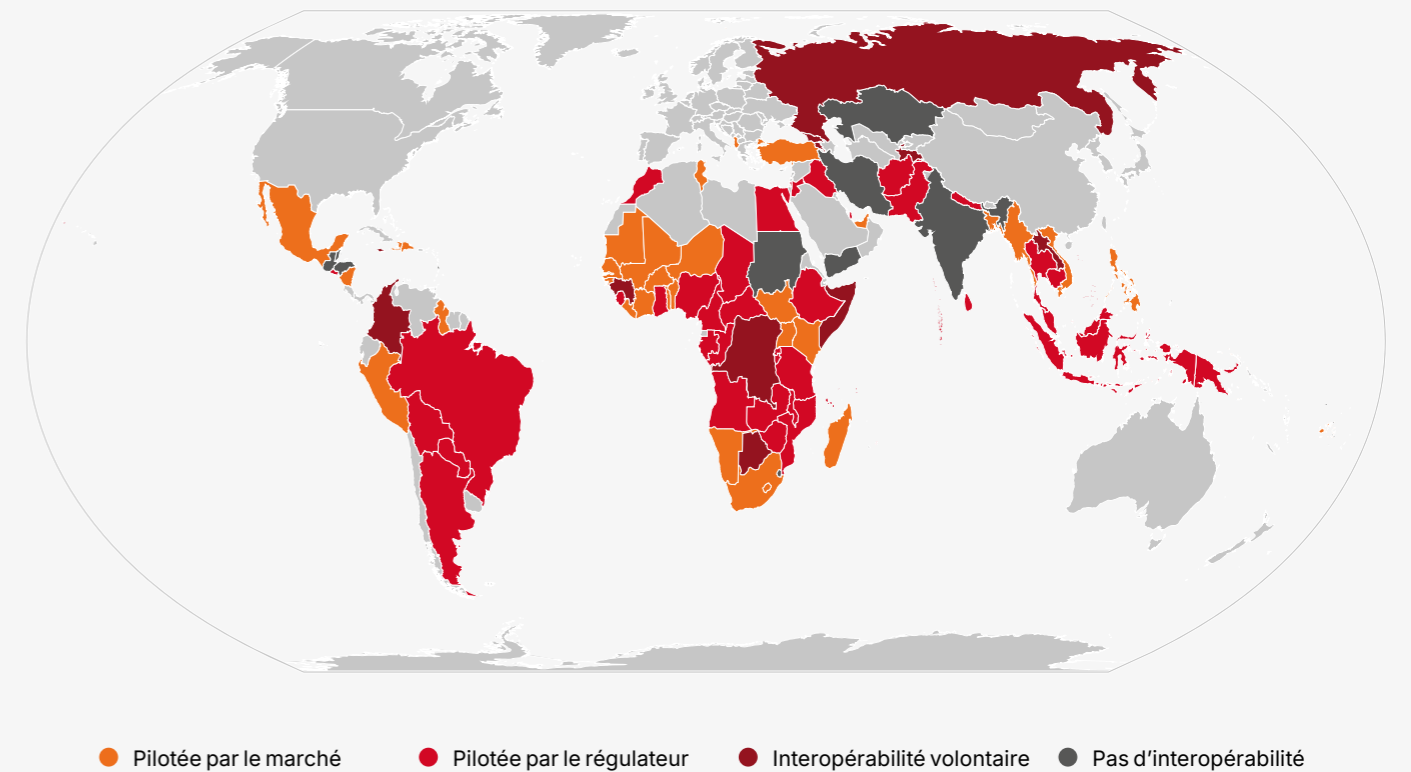 Pilotée par le marché
Pilotée par le régulateur
Interopérabilité volontaire
Pas d’interopérabilité